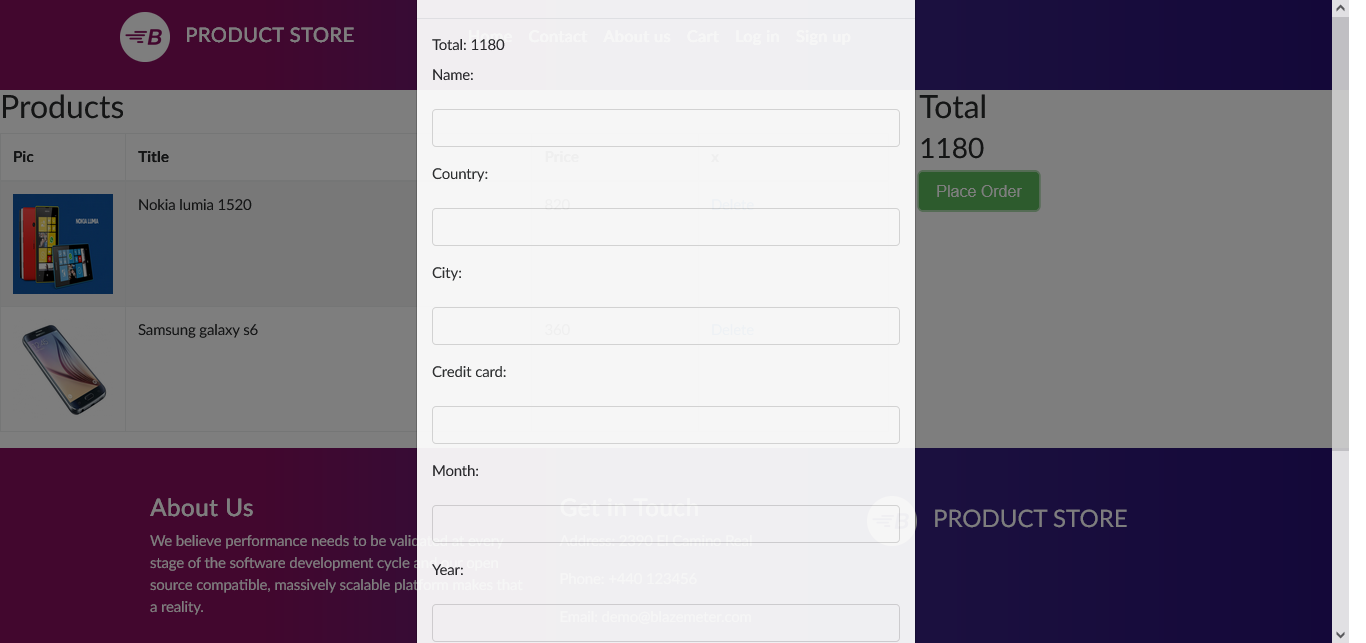 PRODUCT STORE
Home Contact About us Cart Log in Sign up
Total: 1180
Name:
Products
Total
1180
Pic Title Price x
Place Order
Country:
Nokia lumia 1520 820 Delete
NOKIA LUMIA
City:
Samsung galaxy s6 360 Delete
Credit card:
Month:
About Us
We believe performance needs to be validated at every
stage of the software development cycle and our open
source compatible, massively scalable platform makes that
a reality.
Get in Touch
Address: 2390 El Camino Real
Phone: +440 123456
Email: demo@blazemeter.com
B PRODUCT STORE
Year: